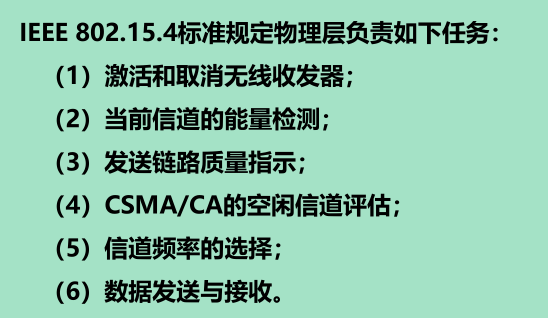 IEEE 802.15.4标准规定物理层负责如下任务：
（1）激活和取消无线收发器；
（2）当前信道的能量检测；
（3）发送链路质量指示；
（4）CSMA/CA的空闲信道评估；
（5）信道频率的选择；
（6）数据发送与接收。